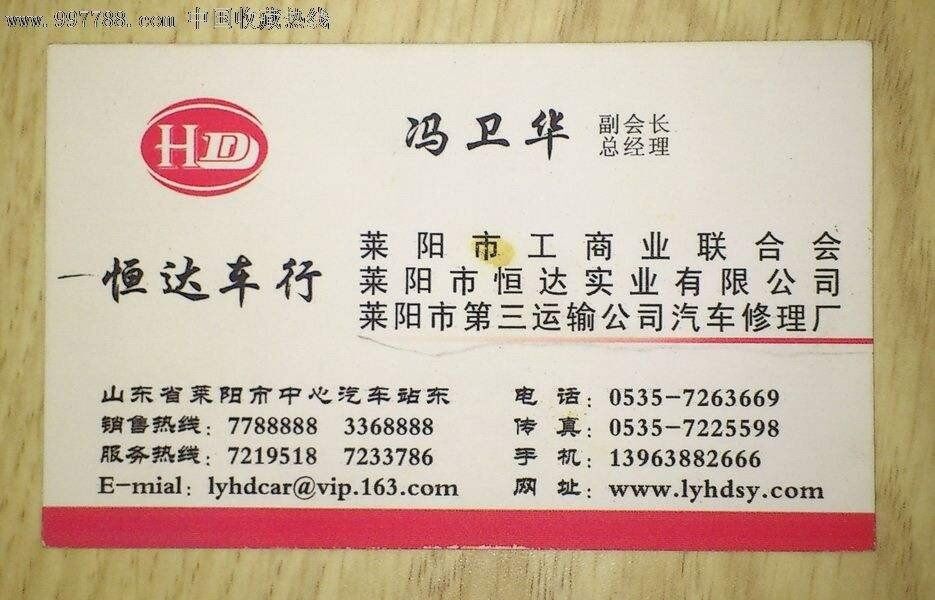 www.997788.com 中国收藏热线
HD
冯卫华 副会长
总经理
恒达车行
莱阳市工商业联合会
莱阳市恒达实业有限公司
莱阳市第三运输公司汽车修理厂
山东省莱阳市中心汽车站东
销售热线：7788888 3368888
服务热线：7219518 7233786
E-mial：lyhdcar@vip.163.com
电话：0535-7263669
传真：0535-7225598
手机：13963882666
网址：www.lyhdsy.com